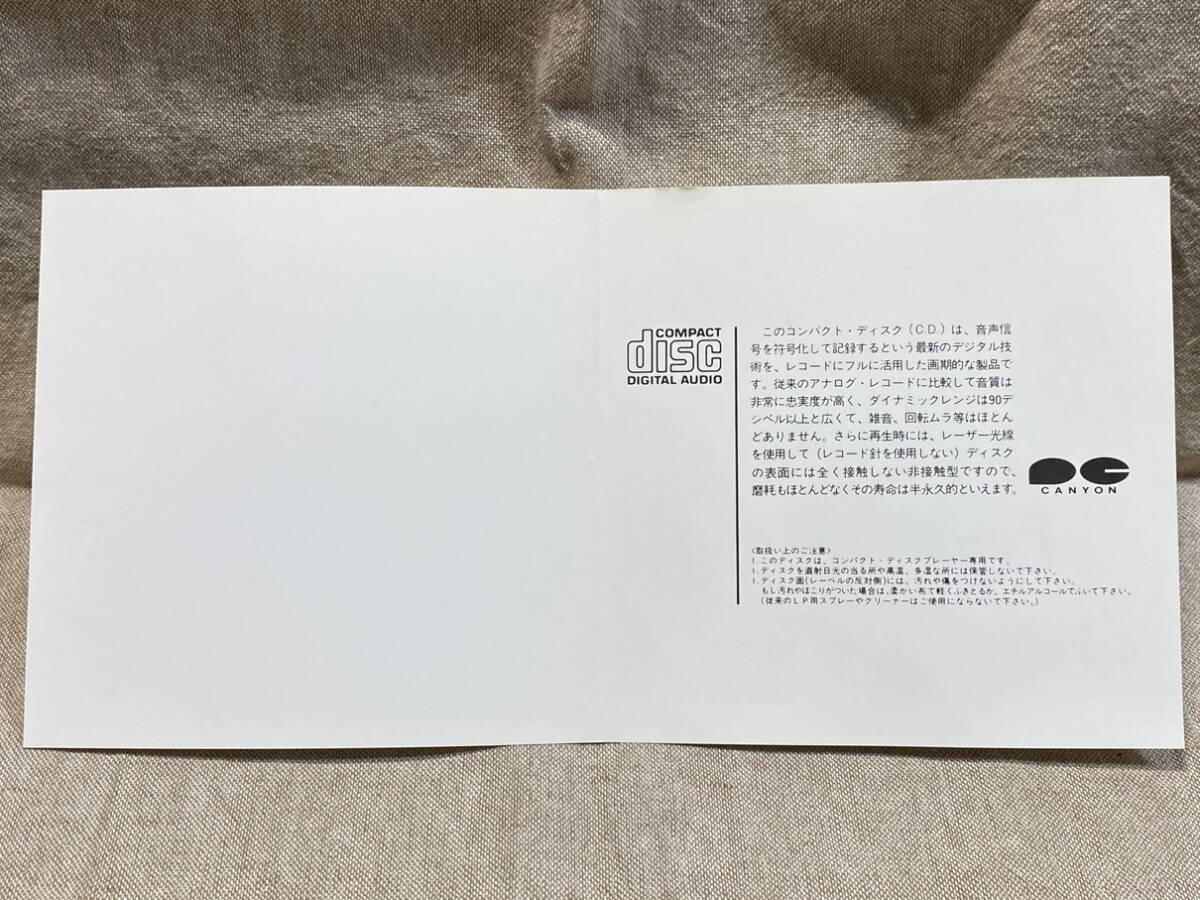 COMPACT
disc
DIGITAL AUDIO
このコンパクト・ディスク(C.D.)は、音声信
号を符号化して記録するという最新のデジタル技
術を、レコードにフルに活用した画期的な製品で
す。従来のアナログ・レコードに比較して音質は
非常に忠実度が高く、ダイナミックレンジは90デ
シベル以上と広くて、雑音、回転ムラ等はほとん
どありません。さらに再生時には、レーザー光線
を使用して(レコード針を使用しない)ディスク
の表面には全く接触しない非接触型ですので、
磨耗もほとんどなくその寿命は半永久的といえます。
CANYON
〈取扱い上のご注意〉
1.このディスクは、コンパクト・ディスクプレーヤー専用です。
1.ディスクを直射日光の当る所や高温、多湿な所には保管しないで下さい。
1.ディスク面(レーベルの反対側)には、汚れや傷をつけないようにして下さい。
もし汚れやほこりがついた場合は、柔かい布で軽くふきとるか、エチルアルコールでふいて下さい。
(従来のLP用スプレーやクリーナーはご使用にならないで下さい。)